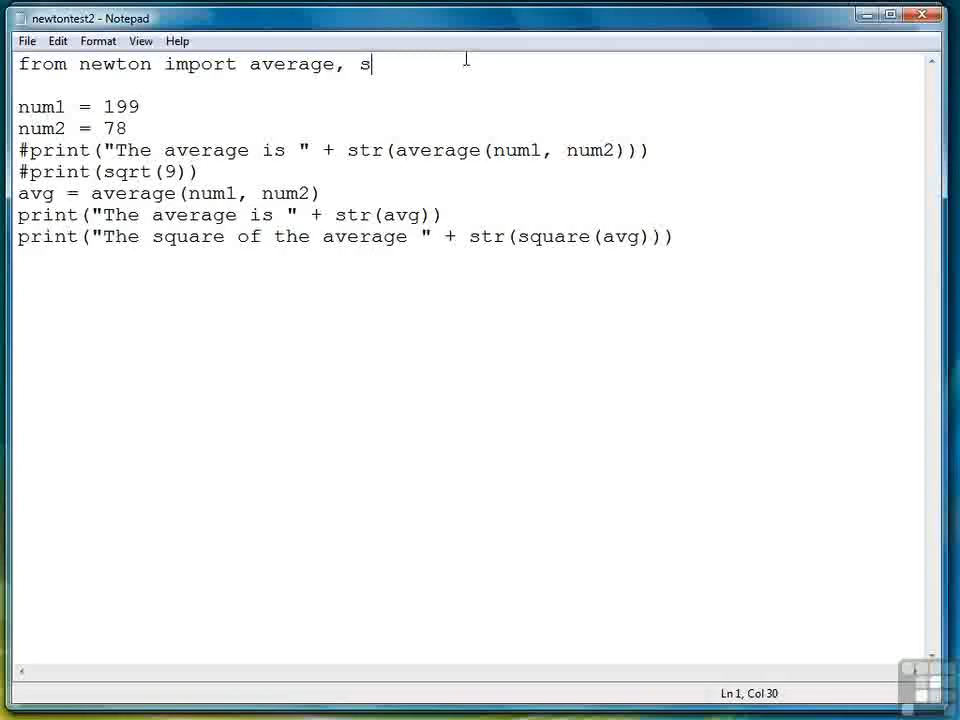 newtontest2 - Notepad
File Edit Format View Help
from newton import average, s
num1 = 199
num2 = 78
#print("The average is " + str(average(num1, num2)))
#print(sqrt(9))
avg = average(num1, num2)
print("The average is " + str(avg))
print("The square of the average " + str(square(avg)))
Ln 1, Col 30